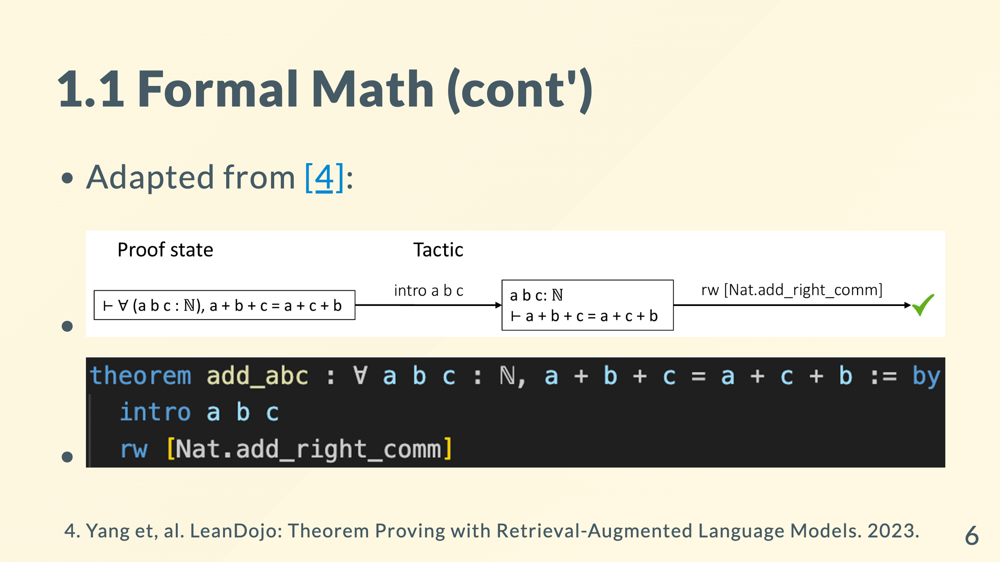 1.1 Formal Math (cont')
• Adapted from [4]:
Proof state Tactic
⊢ ∀ (a b c : ℕ), a + b + c = a + c + b
intro a b c
a b c: ℕ
⊢ a + b + c = a + c + b
rw [Nat.add_right_comm]
theorem add_abc : ∀ a b c : ℕ, a + b + c = a + c + b := by
intro a b c
rw [Nat.add_right_comm]
4. Yang et, al. LeanDojo: Theorem Proving with Retrieval-Augmented Language Models. 2023.
6